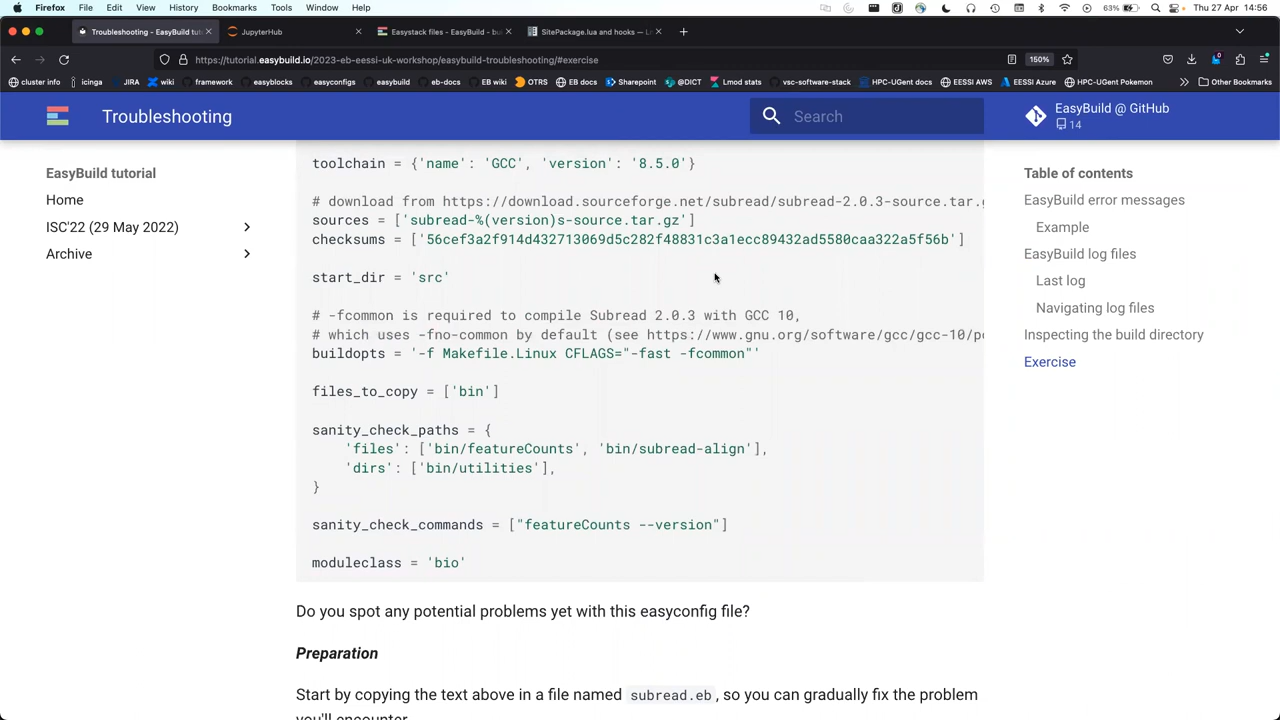 Firefox File Edit View History Bookmarks Tools Window Help 63% Thu 27 Apr 14:56
Troubleshooting - EasyBuild tut JupyterHub Easystack files - EasyBuild - bu SitePackage.lua and hooks — L
https://tutorial.easybuild.io/2023-eb-eessi-uk-workshop/easybuild-troubleshooting/#exercise 150%
cluster info icinga JIRA wiki framework easyblocks easyconfigs easybuild eb-docs EB wiki OTRS EB docs Sharepoint @DICT Lmod stats vsc-software-stack HPC-UGent docs EESSI AWS EESSI Azure HPC-UGent Pokemon Other Bookmarks
Troubleshooting
Search
EasyBuild @ GitHub
14
EasyBuild tutorial
Home
ISC'22 (29 May 2022)
Archive
toolchain = {'name': 'GCC', 'version': '8.5.0'}
# download from https://download.sourceforge.net/subread/subread-2.0.3-source.tar.g
sources = ['subread-%(version)s-source.tar.gz']
checksums = ['56cef3a2f914d432713069d5c282f48831c3a1ecc89432ad5580caa322a5f56b']
start_dir = 'src'
# -fcommon is required to compile Subread 2.0.3 with GCC 10,
# which uses -fno-common by default (see https://www.gnu.org/software/gcc/gcc-10/po
buildopts = '-f Makefile.Linux CFLAGS="-fast -fcommon"'
files_to_copy = ['bin']
sanity_check_paths = {
'files': ['bin/featureCounts', 'bin/subread-align'],
'dirs': ['bin/utilities'],
}
sanity_check_commands = ["featureCounts --version"]
moduleclass = 'bio'
Do you spot any potential problems yet with this easyconfig file?
Preparation
Start by copying the text above in a file named subread.eb, so you can gradually fix the problem
you'll encounter.
Table of contents
EasyBuild error messages
Example
EasyBuild log files
Last log
Navigating log files
Inspecting the build directory
Exercise